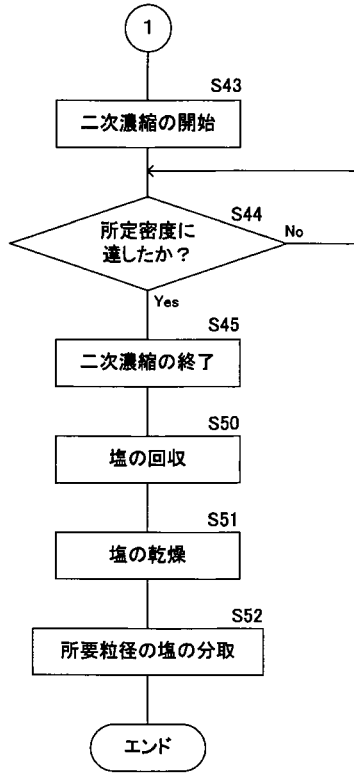 1
S43
二次濃縮の開始
S44
所定密度に
達したか？
No
Yes
S45
二次濃縮の終了
S50
塩の回収
S51
塩の乾燥
S52
所要粒径の塩の分取
エンド